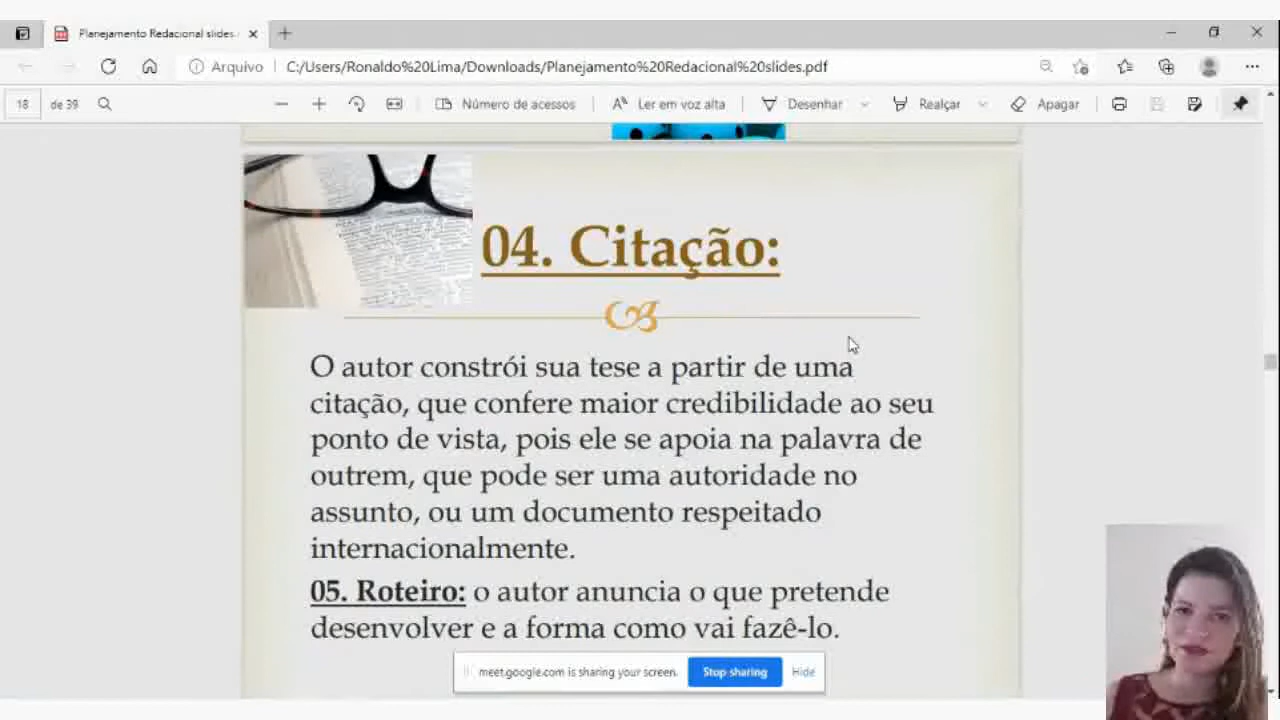 Planejamento Redacional slides.
Arquivo C:/Users/Ronaldo%20Lima/Downloads/Planejamento%20Redacional%20slides.pdf
18 de 39 Número de acessos Ler em voz alta Desenhar Realçar Apagar
04. Citação:
O autor constrói sua tese a partir de uma
citação, que confere maior credibilidade ao seu
ponto de vista, pois ele se apoia na palavra de
outrem, que pode ser uma autoridade no
assunto, ou um documento respeitado
internacionalmente.
05. Roteiro: o autor anuncia o que pretende
desenvolver e a forma como vai fazê-lo.
meet.google.com is sharing your screen. Stop sharing Hide